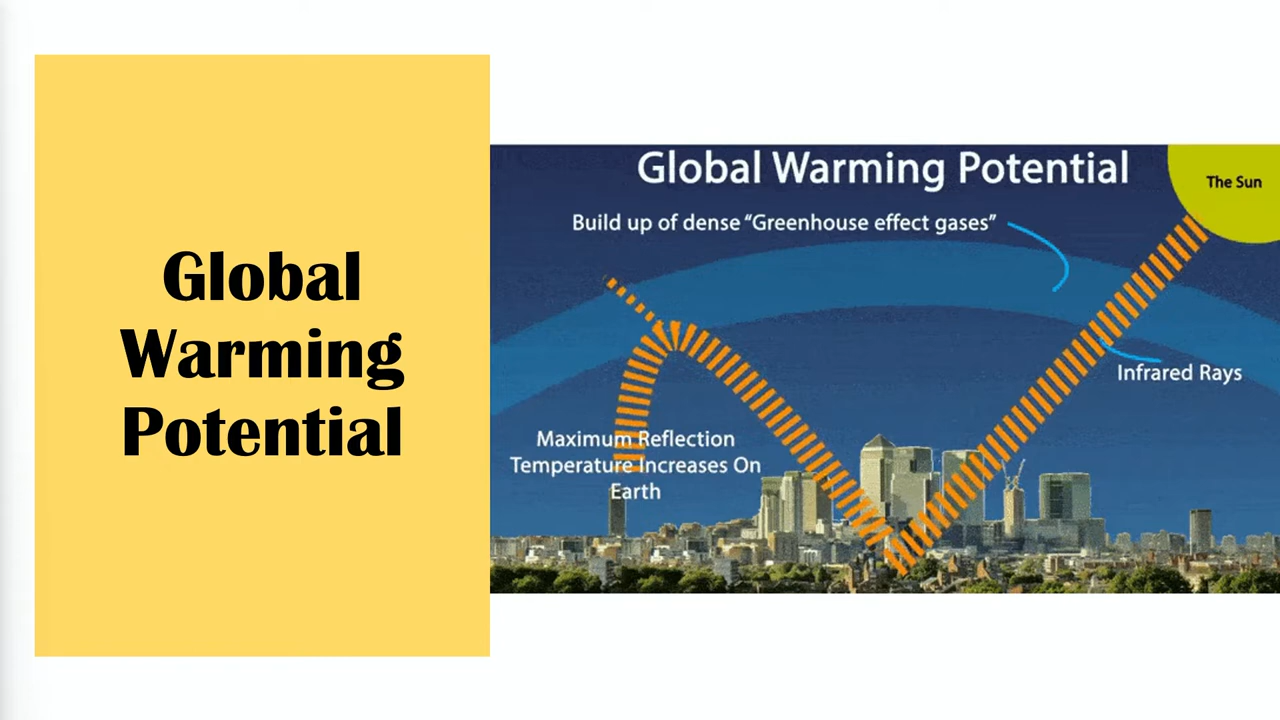 Global
Warming
Potential
Global Warming Potential
The Sun
Build up of dense “Greenhouse effect gases”
Infrared Rays
Maximum Reflection
Temperature Increases On
Earth